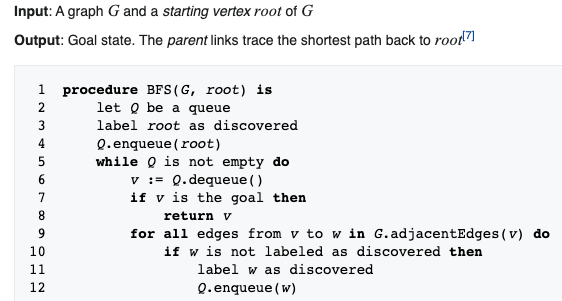 Input: A graph G and a starting vertex root of G
Output: Goal state. The parent links trace the shortest path back to root[7]
1 procedure BFS(G, root) is
2 let Q be a queue
3 label root as discovered
4 Q.enqueue(root)
5 while Q is not empty do
6 v := Q.dequeue()
7 if v is the goal then
8 return v
9 for all edges from v to w in G.adjacentEdges(v) do
10 if w is not labeled as discovered then
11 label w as discovered
12 Q.enqueue(w)